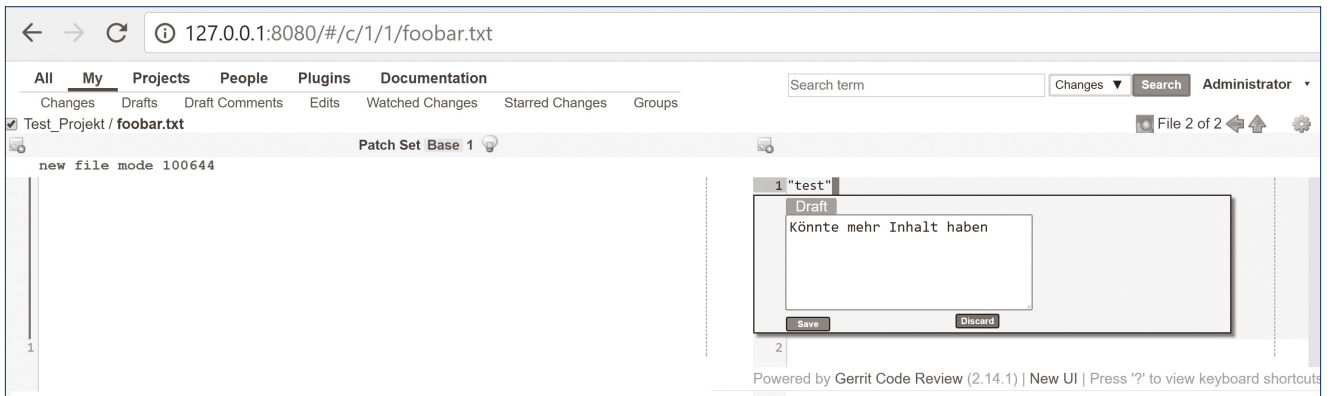 127.0.0.1:8080/#/c/1/1/foobar.txt
All My Projects People Plugins Documentation
Search term Changes ▼ Search Administrator
Changes Drafts Draft Comments Edits Watched Changes Starred Changes Groups
Test_Projekt / foobar.txt File 2 of 2
Patch Set Base 1
new file mode 100644
1 "test"
Draft
Könnte mehr Inhalt haben
Save Discard
1 2
Powered by Gerrit Code Review (2.14.1) | New UI | Press '?' to view keyboard shortcuts